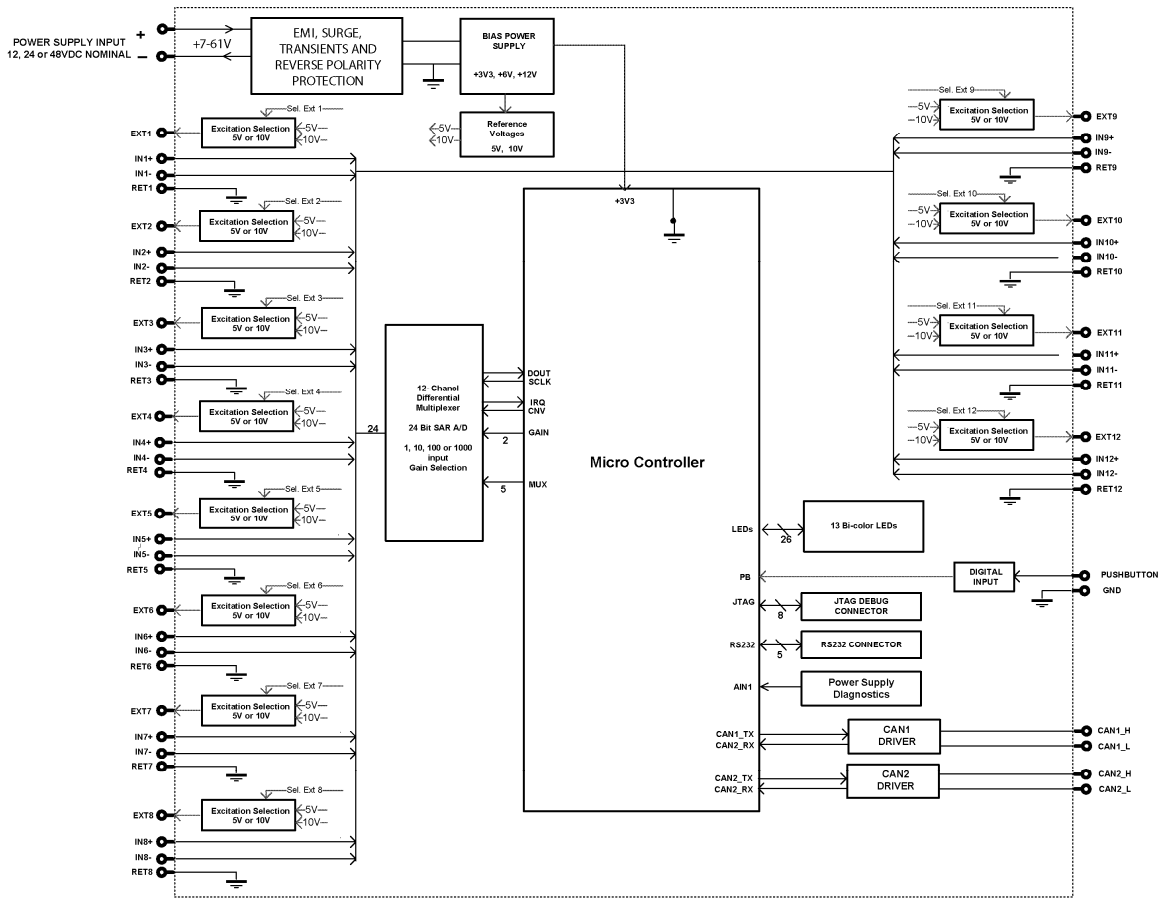 POWER SUPPLY INPUT
12, 24 or 48VDC NOMINAL
+
−
+7-61V
EMI, SURGE,
TRANSIENTS AND
REVERSE POLARITY
PROTECTION
BIAS POWER
SUPPLY
+3V3, +6V, +12V
Reference
Voltages
5V, 10V
5V
10V
Sel. Ext 1
EXT1
Excitation Selection
5V or 10V
5V
10V
IN1+
IN1-
RET1
Sel. Ext 2
EXT2
Excitation Selection
5V or 10V
5V
10V
IN2+
IN2-
RET2
Sel. Ext 3
EXT3
Excitation Selection
5V or 10V
5V
10V
IN3+
IN3-
RET3
Sel. Ext 4
EXT4
Excitation Selection
5V or 10V
5V
10V
IN4+
IN4-
RET4
Sel. Ext 5
EXT5
Excitation Selection
5V or 10V
5V
10V
IN5+
IN5-
RET5
Sel. Ext 6
EXT6
Excitation Selection
5V or 10V
5V
10V
IN6+
IN6-
RET6
Sel. Ext 7
EXT7
Excitation Selection
5V or 10V
5V
10V
IN7+
IN7-
RET7
Sel. Ext 8
EXT8
Excitation Selection
5V or 10V
5V
10V
IN8+
IN8-
RET8
24
12- Chanel
Differential
Multiplexer
24 Bit SAR A/D
1, 10, 100 or 1000
input
Gain Selection
2
5
+3V3
DOUT
SCLK
IRQ
CNV
GAIN
MUX
Micro Controller
LEDs
PB
JTAG
RS232
AIN1
CAN1_TX
CAN2_RX
CAN2_TX
CAN2_RX
Sel. Ext 9
5V
10V
Excitation Selection
5V or 10V
EXT9
IN9+
IN9-
RET9
Sel. Ext 10
5V
10V
Excitation Selection
5V or 10V
EXT10
IN10+
IN10-
RET10
Sel. Ext 11
5V
10V
Excitation Selection
5V or 10V
EXT11
IN11+
IN11-
RET11
Sel. Ext 12
5V
10V
Excitation Selection
5V or 10V
EXT12
IN12+
IN12-
RET12
26
13 Bi-color LEDs
DIGITAL
INPUT
PUSHBUTTON
GND
8
JTAG DEBUG
CONNECTOR
5
RS232 CONNECTOR
Power Supply
Diagnostics
CAN1
DRIVER
CAN1_H
CAN1_L
CAN2
DRIVER
CAN2_H
CAN2_L